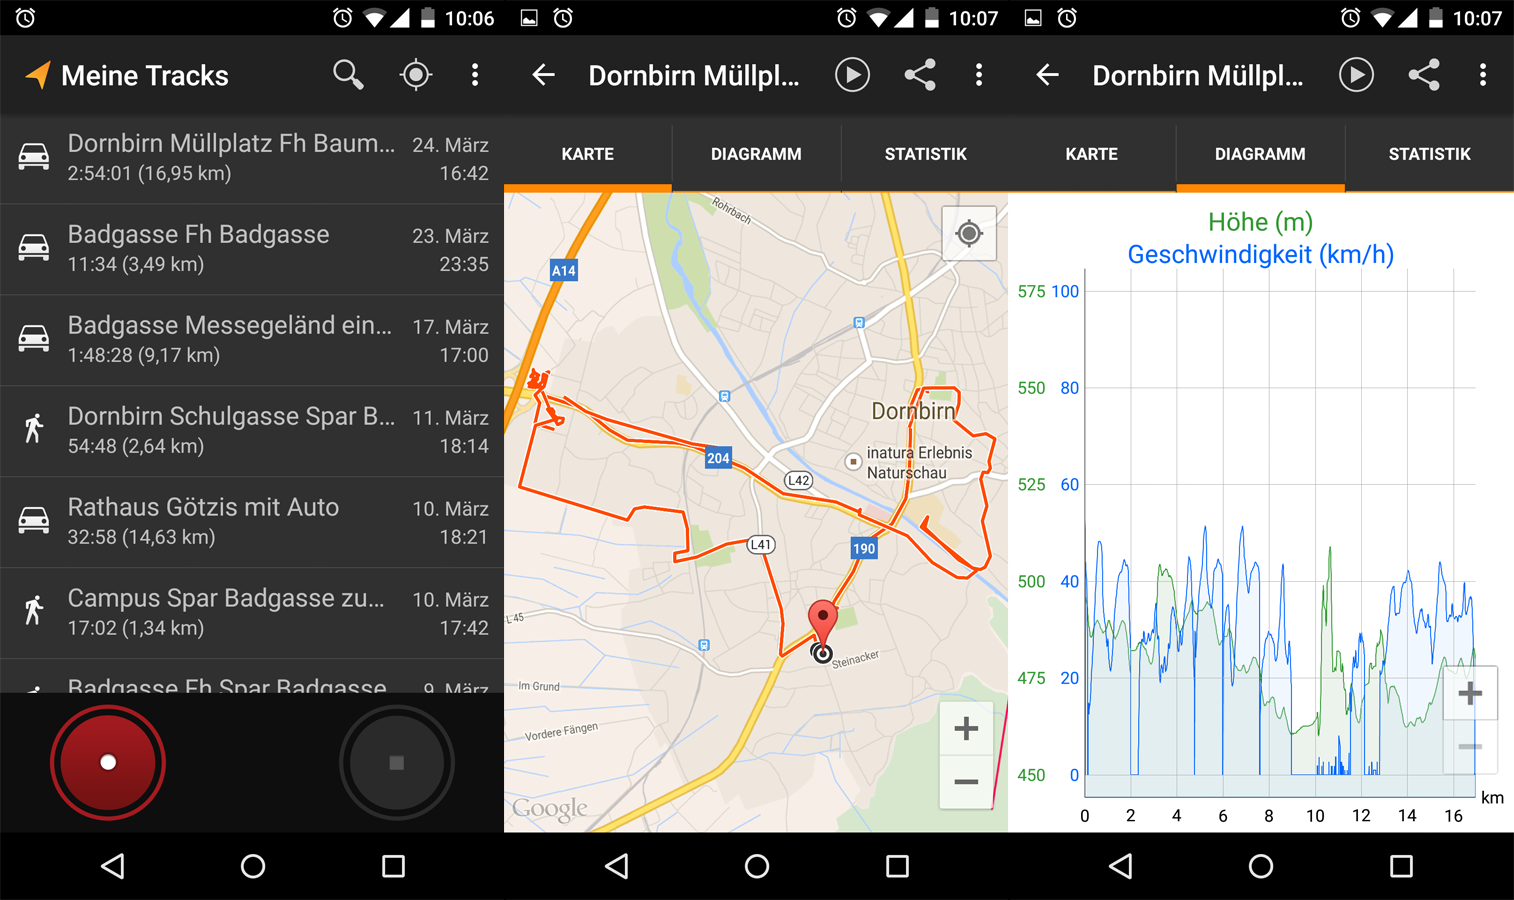 10:06
Meine Tracks
Dornbirn Müllplatz Fh Baum... 24. März
2:54:01 (16,95 km) 16:42
Badgasse Fh Badgasse 23. März
11:34 (3,49 km) 23:35
Badgasse Messegeländ ein... 17. März
1:48:28 (9,17 km) 17:00
Dornbirn Schulgasse Spar B... 11. März
54:48 (2,64 km) 18:14
Rathaus Götzis mit Auto 10. März
32:58 (14,63 km) 18:21
Campus Spar Badgasse zu... 10. März
17:02 (1,34 km) 17:42
Badgasse Fh Spar Badgasse 9. März
10:07
Dornbirn Müllpl...
KARTE DIAGRAMM STATISTIK
Rohrbach
A14
Dornbirn
inatura Erlebnis
Naturschau
204
L42
L41
190
L45
Steinacker
Im Grund
Vordere Fängen
Google
10:07
Dornbirn Müllpl...
KARTE DIAGRAMM STATISTIK
Höhe (m)
Geschwindigkeit (km/h)
575 100
550 80
525 60
500 40
475 20
450 0
km
0 2 4 6 8 10 12 14 16